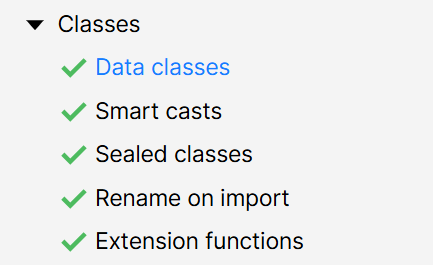 Classes
Data classes
Smart casts
Sealed classes
Rename on import
Extension functions